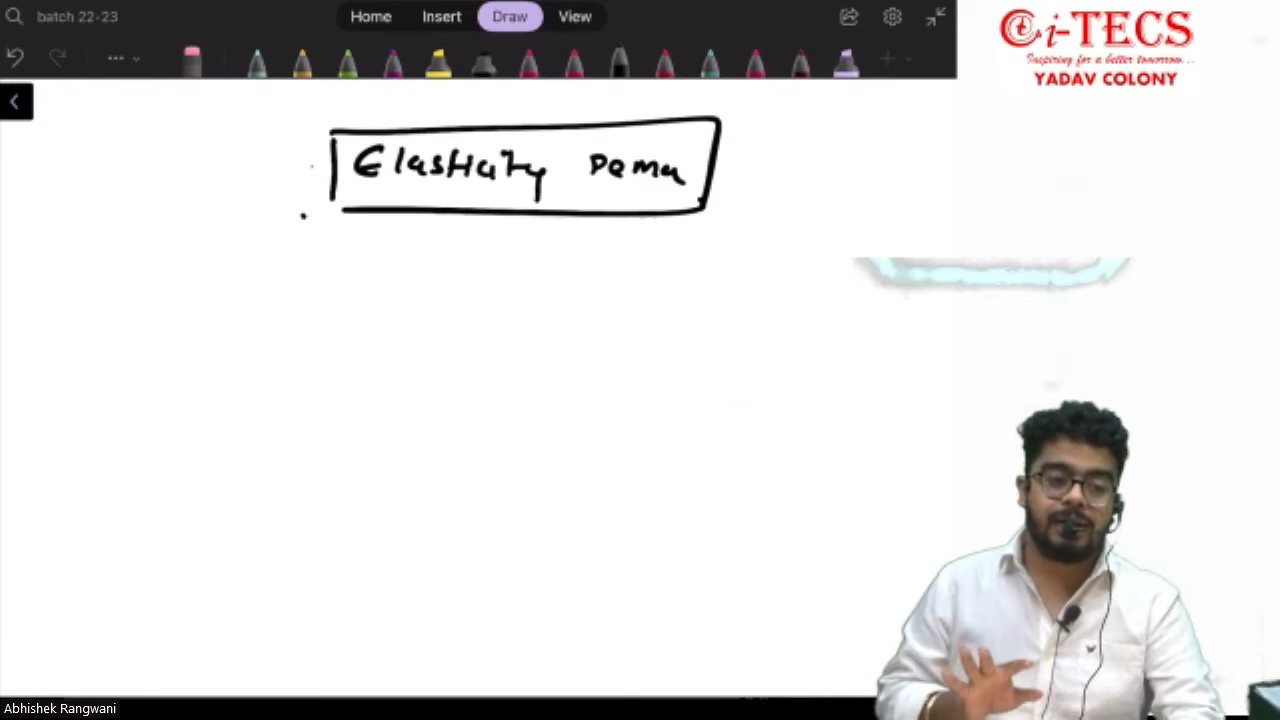 batch 22-23
Home Insert Draw View
i-TECS
Inspiring for a better tomorrow...
YADAV COLONY
Elasticity Dema
Abhishek Rangwani